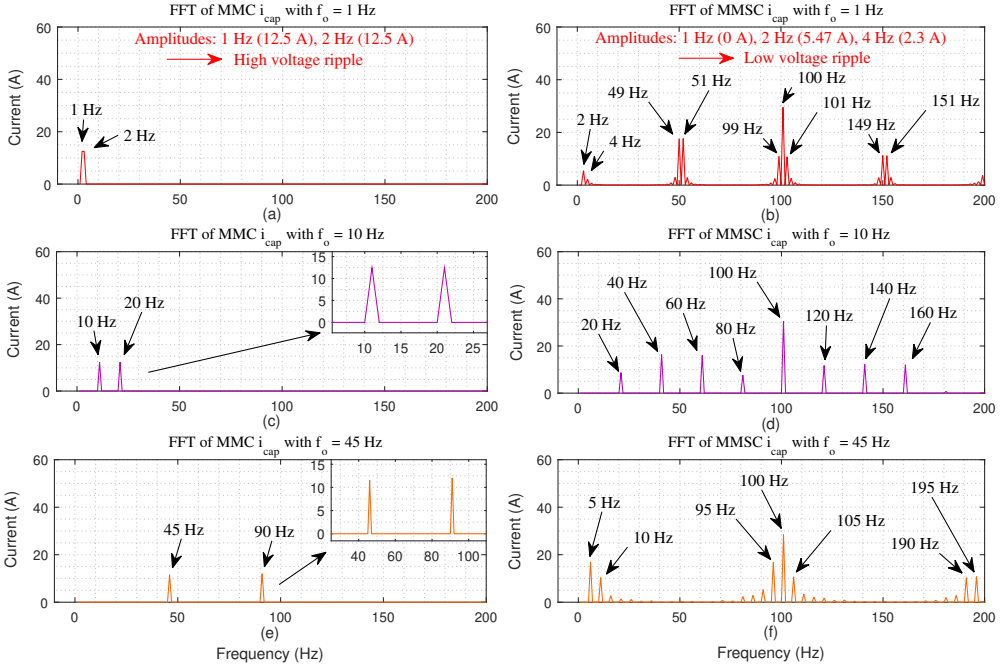 FFT of MMC i_cap with f_o = 1 Hz
Amplitudes: 1 Hz (12.5 A), 2 Hz (12.5 A)
High voltage ripple
1 Hz
2 Hz
Current (A)
60
40
20
0
0 50 100 150 200
(a)
FFT of MMSC i_cap with f_o = 1 Hz
Amplitudes: 1 Hz (0 A), 2 Hz (5.47 A), 4 Hz (2.3 A)
Low voltage ripple
100 Hz
49 Hz
51 Hz
2 Hz
4 Hz
99 Hz
101 Hz
149 Hz
151 Hz
Current (A)
60
40
20
0
0 50 100 150 200
(b)
FFT of MMC i_cap with f_o = 10 Hz
10 Hz
20 Hz
15
10
5
0
10 15 20 25
Current (A)
60
40
20
0
0 50 100 150 200
(c)
FFT of MMSC i_cap with f_o = 10 Hz
20 Hz
40 Hz
60 Hz
80 Hz
100 Hz
120 Hz
140 Hz
160 Hz
Current (A)
60
40
20
0
0 50 100 150 200
(d)
FFT of MMC i_cap with f_o = 45 Hz
45 Hz
90 Hz
15
10
5
0
40 60 80 100
Current (A)
60
40
20
0
0 50 100 150 200
(e)
Frequency (Hz)
FFT of MMSC i_cap with f_o = 45 Hz
5 Hz
10 Hz
95 Hz
100 Hz
105 Hz
190 Hz
195 Hz
Current (A)
60
40
20
0
0 50 100 150 200
(f)
Frequency (Hz)